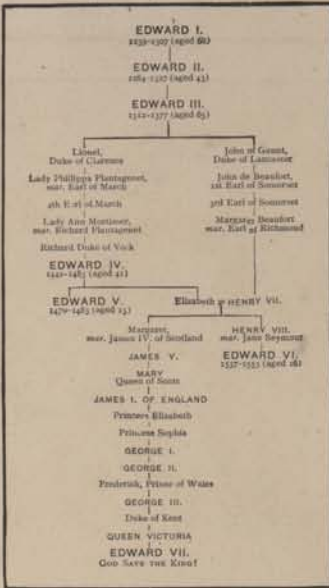 EDWARD I.
1239-1307 (aged 68)
EDWARD II.
1284-1327 (aged 43)
EDWARD III.
1312-1377 (aged 65)
Lionel,
Duke of Clarence
John of Gaunt,
Duke of Lancaster
Lady Philippa Plantagenet,
mar. Earl of March
John de Beaufort,
1st Earl of Somerset
4th Earl of March
3rd Earl of Somerset
Lady Ann Mortimer,
mar. Richard Plantagenet
Margaret Beaufort
mar. Earl of Richmond
Richard Duke of York
EDWARD IV.
1442-1483 (aged 41)
EDWARD V.
1470-1483 (aged 13)
Elizabeth = HENRY VII.
Margaret,
mar. James IV. of Scotland
HENRY VIII.
mar. Jane Seymour
JAMES V.
EDWARD VI.
1537-1553 (aged 16)
MARY
Queen of Scots
JAMES I. OF ENGLAND
Princess Elizabeth
Princess Sophia
GEORGE I.
GEORGE II.
Frederick, Prince of Wales
GEORGE III.
Duke of Kent
QUEEN VICTORIA
EDWARD VII.
GOD SAVE THE KING!